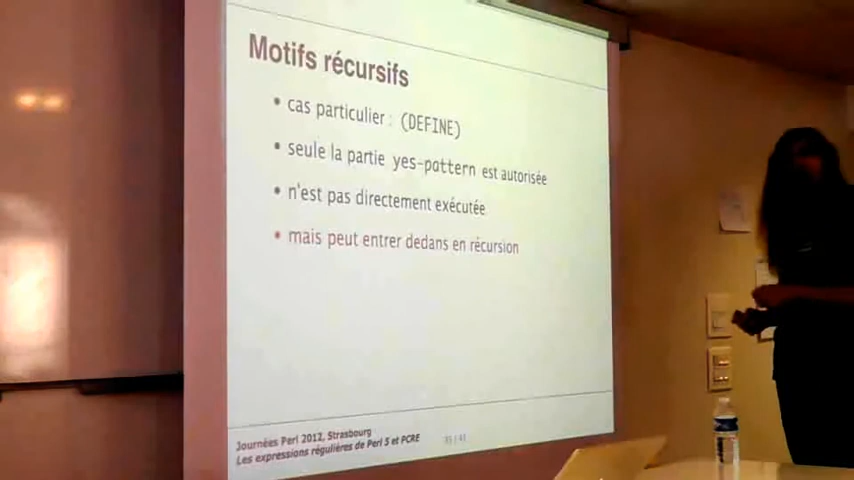 Motifs récursifs
• cas particulier : (DEFINE)
• seule la partie yes-pattern est autorisée
• n'est pas directement exécutée
• mais peut entrer dedans en récursion
Journées Perl 2012, Strasbourg
Les expressions régulières de Perl 5 et PCRE